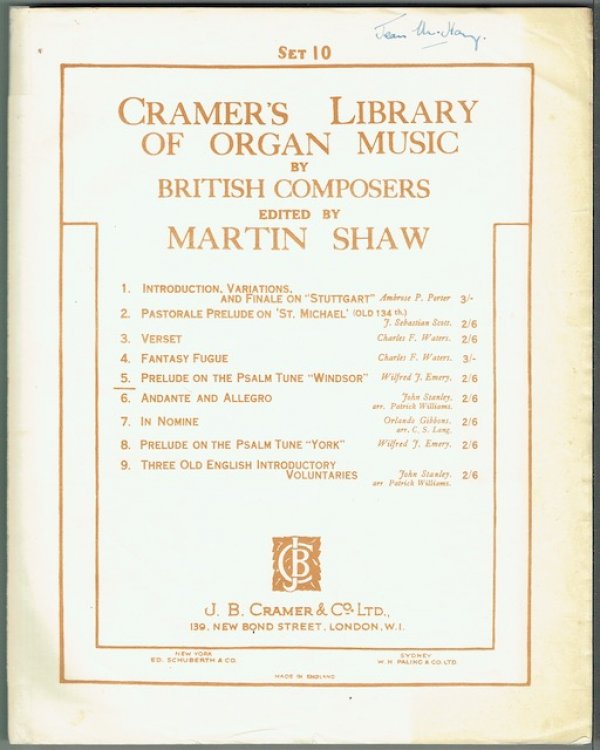 SET 10
Jean
CRAMER'S LIBRARY
OF ORGAN MUSIC
BY
BRITISH COMPOSERS
EDITED BY
MARTIN SHAW
1. INTRODUCTION, VARIATIONS,
AND FINALE ON "STUTTGART" Ambrose P. Porter 3/-
2. PASTORALE PRELUDE ON 'ST. MICHAEL' (OLD 134th.)
J. Sebastian Scott. 2/6
3. VERSET Charles F. Waters. 2/6
4. FANTASY FUGUE Charles F. Waters. 3/-
5. PRELUDE ON THE PSALM TUNE "WINDSOR" Wilfred J. Emery. 2/6
6. ANDANTE AND ALLEGRO John Stanley. 2/6
arr. Patrick Williams.
7. IN NOMINE Orlando Gibbons. 2/6
arr. C. S. Lang.
8. PRELUDE ON THE PSALM TUNE "YORK" Wilfred J. Emery. 2/6
9. THREE OLD ENGLISH INTRODUCTORY
VOLUNTARIES John Stanley. 2/6
arr Patrick Williams.
JBC
J. B. CRAMER & CO. LTD.,
139, NEW BOND STREET, LONDON, W.1.
NEW YORK
ED. SCHUBERTH & CO.
SYDNEY
W. H. PALING & CO. LTD.
MADE IN ENGLAND